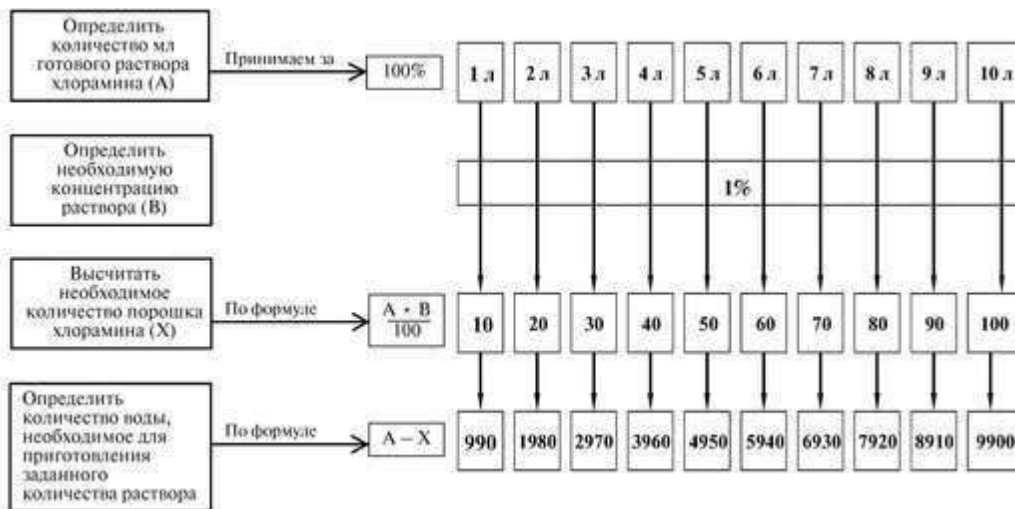 Определить
количество мл
готового раствора
хлорамина (А)
Принимаем за
100%
1 л 2 л 3 л 4 л 5 л 6 л 7 л 8 л 9 л 10 л
Определить
необходимую
концентрацию
раствора (В)
1%
Высчитать
необходимое
количество порошка
хлорамина (Х)
По формуле
А • В
100
10 20 30 40 50 60 70 80 90 100
Определить
количество воды,
необходимое для
приготовления
заданного
количества раствора
По формуле
А – Х
990 1980 2970 3960 4950 5940 6930 7920 8910 9900